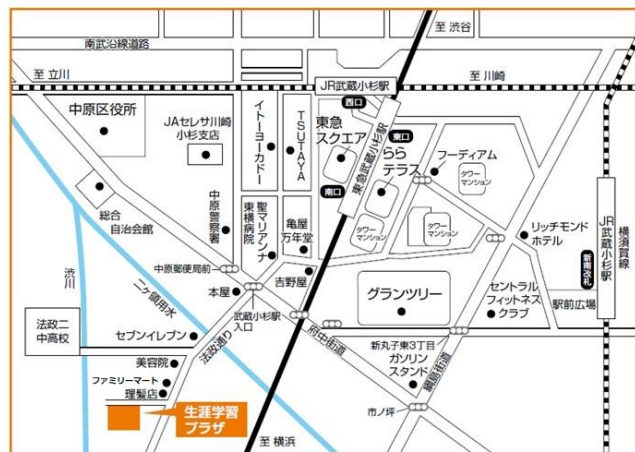 至 渋谷
南武沿線道路
至 立川
JR武蔵小杉駅
至 川崎
西口
中原区役所
JAセレサ川崎
小杉支店
イトーヨーカドー
TSUTAYA
東急
スクエア
東急武蔵小杉駅
東口
らら
テラス
フーディアム
タワー
マンション
南口
総合
自治会館
中原警察署
聖マリアンナ
東横病院
亀屋
万年堂
タワー
マンション
タワー
マンション
リッチモンド
ホテル
JR武蔵小杉駅
横須賀線
新南改札
渋川
二ヶ領用水
中原郵便局前
吉野屋
本屋
武蔵小杉駅
入口
グランツリー
セントラル
フィットネス
クラブ
駅前広場
法政二
中高校
セブンイレブン
法政通り
府中街道
新丸子東3丁目
ガソリン
スタンド
綱島街道
美容院
ファミリーマート
理髪店
市ノ坪
生涯学習
プラザ
至 横浜